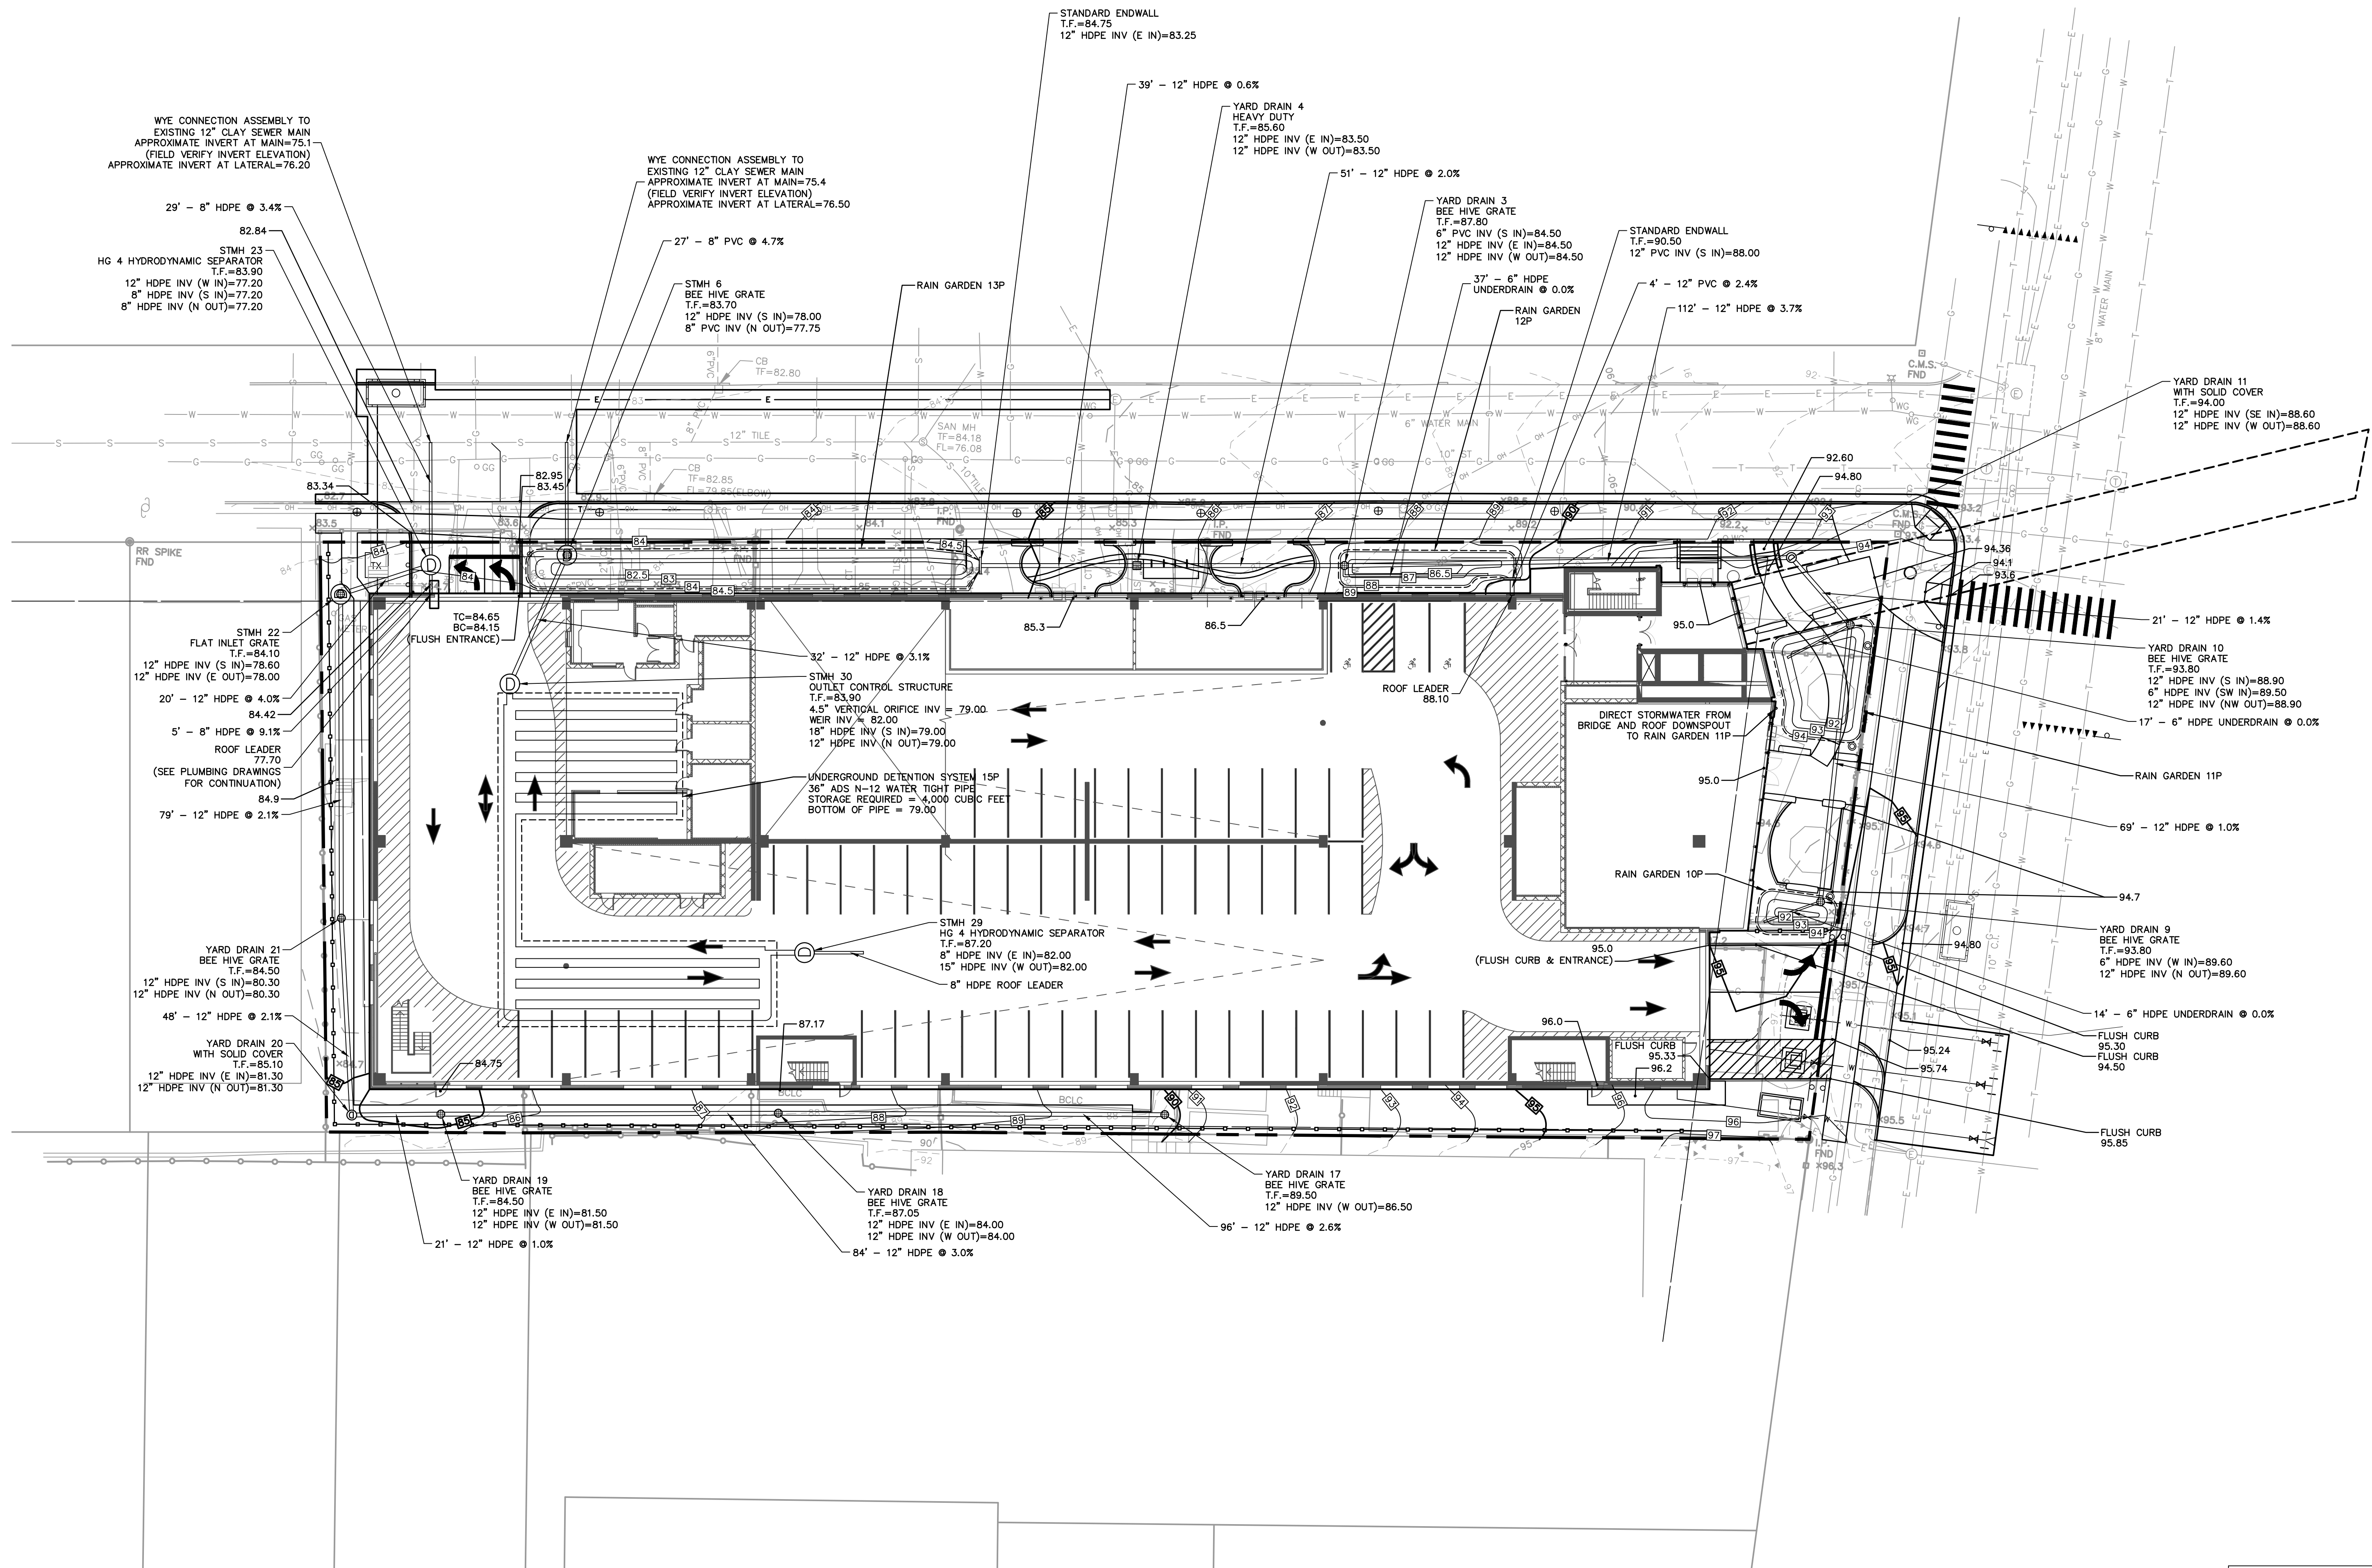 STANDARD ENDWALL
T.F.=84.75
12" HDPE INV (E IN)=83.25
39' - 12" HDPE @ 0.6%
YARD DRAIN 4
HEAVY DUTY
T.F.=85.60
12" HDPE INV (E IN)=83.50
12" HDPE INV (W OUT)=83.50
WYE CONNECTION ASSEMBLY TO
EXISTING 12" CLAY SEWER MAIN
APPROXIMATE INVERT AT MAIN=75.1
(FIELD VERIFY INVERT ELEVATION)
APPROXIMATE INVERT AT LATERAL=76.20
WYE CONNECTION ASSEMBLY TO
EXISTING 12" CLAY SEWER MAIN
APPROXIMATE INVERT AT MAIN=75.4
(FIELD VERIFY INVERT ELEVATION)
APPROXIMATE INVERT AT LATERAL=76.50
51' - 12" HDPE @ 2.0%
29' - 8" HDPE @ 3.4%
82.84
STMH 23
HG 4 HYDRODYNAMIC SEPARATOR
T.F.=83.90
12" HDPE INV (W IN)=77.20
8" HDPE INV (S IN)=77.20
8" HDPE INV (N OUT)=77.20
27' - 8" PVC @ 4.7%
STMH 6
BEE HIVE GRATE
T.F.=83.70
12" HDPE INV (S IN)=78.00
8" PVC INV (N OUT)=77.75
RAIN GARDEN 13P
YARD DRAIN 3
BEE HIVE GRATE
T.F.=87.80
6" PVC INV (S IN)=84.50
12" HDPE INV (E IN)=84.50
12" HDPE INV (W OUT)=84.50
37' - 6" HDPE
UNDERDRAIN @ 0.0%
RAIN GARDEN
12P
STANDARD ENDWALL
T.F.=90.50
12" PVC INV (S IN)=88.00
4' - 12" PVC @ 2.4%
112' - 12" HDPE @ 3.7%
8" WATER MAIN
C.M.S.
FND
YARD DRAIN 11
WITH SOLID COVER
T.F.=94.00
12" HDPE INV (SE IN)=88.60
12" HDPE INV (W OUT)=88.60
6"PVC
CB
TF=82.80
8" PVC
12" TILE
SAN MH
TF=84.18
FL=76.08
10"TILE
6" WATER MAIN
10" ST
CB
TF=82.85
FL=79.85(ELBOW)
6"PVC
8" PVC
82.95
83.45
83.34
92.60
94.80
RR SPIKE
FND
I.P.
FND
I.P.
FND
C.M.S.
FND
TX
94.36
94.1
93.6
TC=84.65
BC=84.15
(FLUSH ENTRANCE)
85.3
86.5
95.0
21' - 12" HDPE @ 1.4%
STMH 22
FLAT INLET GRATE
T.F.=84.10
12" HDPE INV (S IN)=78.60
12" HDPE INV (E OUT)=78.00
32' - 12" HDPE @ 3.1%
STMH 30
OUTLET CONTROL STRUCTURE
T.F.=83.90
4.5" VERTICAL ORIFICE INV = 79.00
WEIR INV = 82.00
18" HDPE INV (S IN)=79.00
12" HDPE INV (N OUT)=79.00
ROOF LEADER
88.10
YARD DRAIN 10
BEE HIVE GRATE
T.F.=93.80
12" HDPE INV (S IN)=88.90
6" HDPE INV (SW IN)=89.50
12" HDPE INV (NW OUT)=88.90
20' - 12" HDPE @ 4.0%
84.42
5' - 8" HDPE @ 9.1%
ROOF LEADER
77.70
(SEE PLUMBING DRAWINGS
FOR CONTINUATION)
84.9
79' - 12" HDPE @ 2.1%
DIRECT STORMWATER FROM
BRIDGE AND ROOF DOWNSPOUT
TO RAIN GARDEN 11P
17' - 6" HDPE UNDERDRAIN @ 0.0%
UNDERGROUND DETENTION SYSTEM 15P
36" ADS N-12 WATER TIGHT PIPE
STORAGE REQUIRED = 4,000 CUBIC FEET
BOTTOM OF PIPE = 79.00
95.0
RAIN GARDEN 11P
69' - 12" HDPE @ 1.0%
RAIN GARDEN 10P
94.7
STMH 29
HG 4 HYDRODYNAMIC SEPARATOR
T.F.=87.20
8" HDPE INV (E IN)=82.00
15" HDPE INV (W OUT)=82.00
8" HDPE ROOF LEADER
95.0
(FLUSH CURB & ENTRANCE)
94.80
YARD DRAIN 9
BEE HIVE GRATE
T.F.=93.80
6" HDPE INV (W IN)=89.60
12" HDPE INV (N OUT)=89.60
YARD DRAIN 21
BEE HIVE GRATE
T.F.=84.50
12" HDPE INV (S IN)=80.30
12" HDPE INV (N OUT)=80.30
48' - 12" HDPE @ 2.1%
YARD DRAIN 20
WITH SOLID COVER
T.F.=85.10
12" HDPE INV (E IN)=81.30
12" HDPE INV (N OUT)=81.30
14' - 6" HDPE UNDERDRAIN @ 0.0%
FLUSH CURB
95.30
FLUSH CURB
94.50
84.75
87.17
96.0
FLUSH CURB
95.33
96.2
95.24
95.74
FLUSH CURB
95.85
BCLC
BCLC
I.P.
FND
×96.3
YARD DRAIN 19
BEE HIVE GRATE
T.F.=84.50
12" HDPE INV (E IN)=81.50
12" HDPE INV (W OUT)=81.50
21' - 12" HDPE @ 1.0%
YARD DRAIN 18
BEE HIVE GRATE
T.F.=87.05
12" HDPE INV (E IN)=84.00
12" HDPE INV (W OUT)=84.00
84' - 12" HDPE @ 3.0%
YARD DRAIN 17
BEE HIVE GRATE
T.F.=89.50
12" HDPE INV (W OUT)=86.50
96' - 12" HDPE @ 2.6%